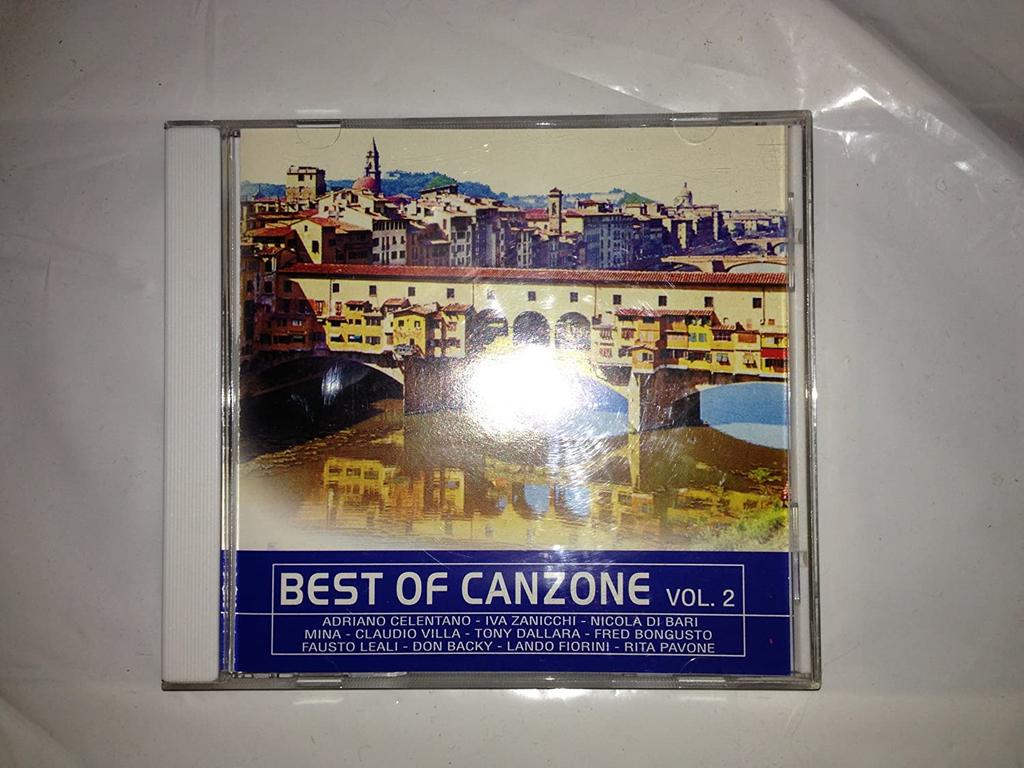 BEST OF CANZONE VOL. 2
ADRIANO CELENTANO - IVA ZANICCHI - NICOLA DI BARI
MINA - CLAUDIO VILLA - TONY DALLARA - FRED BONGUSTO
FAUSTO LEALI - DON BACKY - LANDO FIORINI - RITA PAVONE